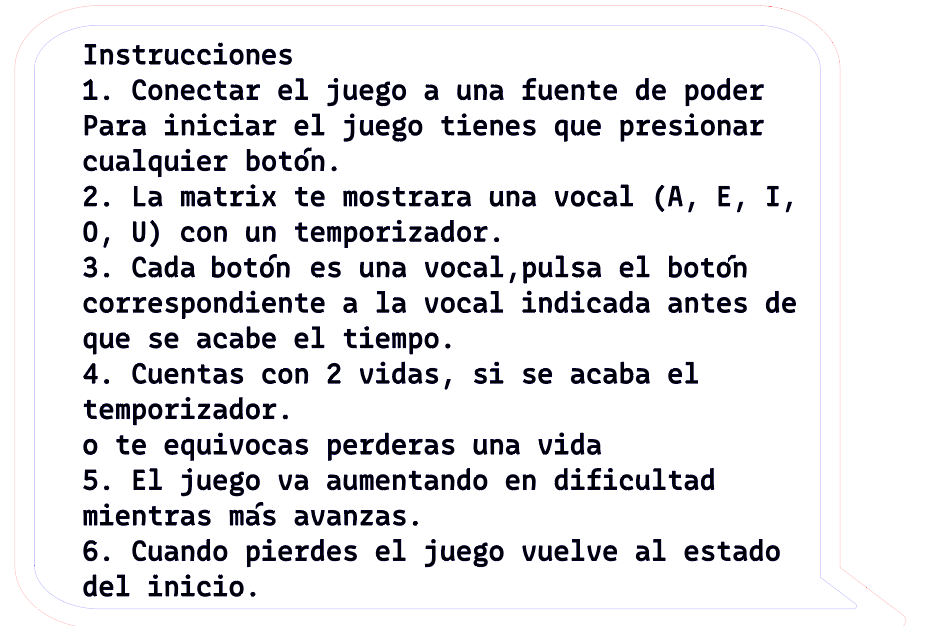 Instrucciones
1. Conectar el juego a una fuente de poder
Para iniciar el juego tienes que presionar
cualquier botón.
2. La matrix te mostrara una vocal (A, E, I,
O, U) con un temporizador.
3. Cada botón es una vocal,pulsa el botón
correspondiente a la vocal indicada antes de
que se acabe el tiempo.
4. Cuentas con 2 vidas, si se acaba el
temporizador.
o te equivocas perderas una vida
5. El juego va aumentando en dificultad
mientras más avanzas.
6. Cuando pierdes el juego vuelve al estado
del inicio.